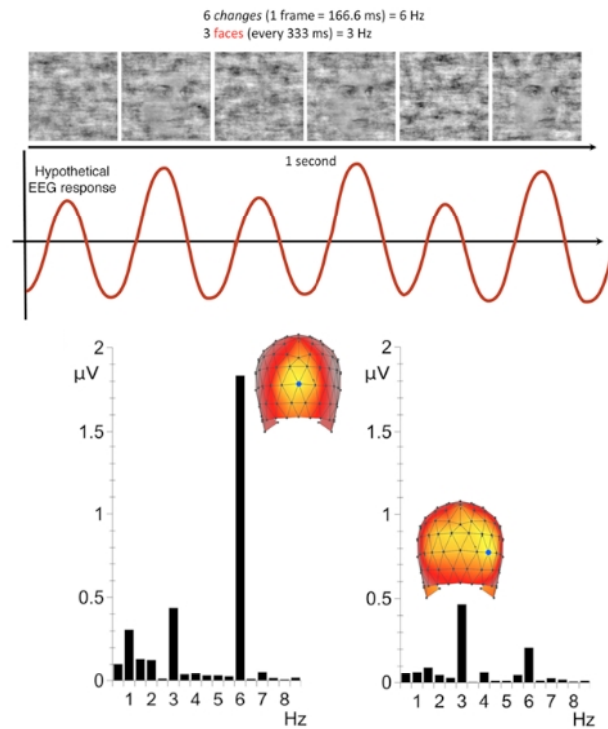 6 changes (1 frame = 166.6 ms) = 6 Hz
3 faces (every 333 ms) = 3 Hz
1 second
Hypothetical
EEG response
2
μV
1.5
1
0.5
0
1 2 3 4 5 6 7 8
Hz
2
μV
1.5
1
0.5
0
1 2 3 4 5 6 7 8
Hz